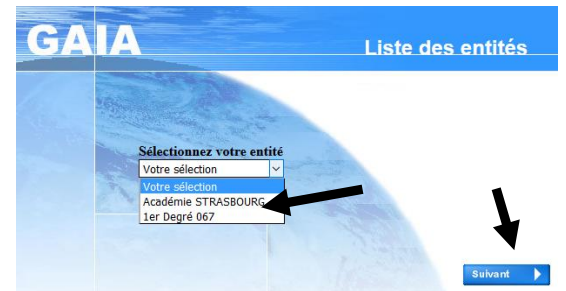 GAIA
Liste des entités
Sélectionnez votre entité
Votre sélection
Votre sélection
Académie STRASBOURG
1er Degré 067
Suivant